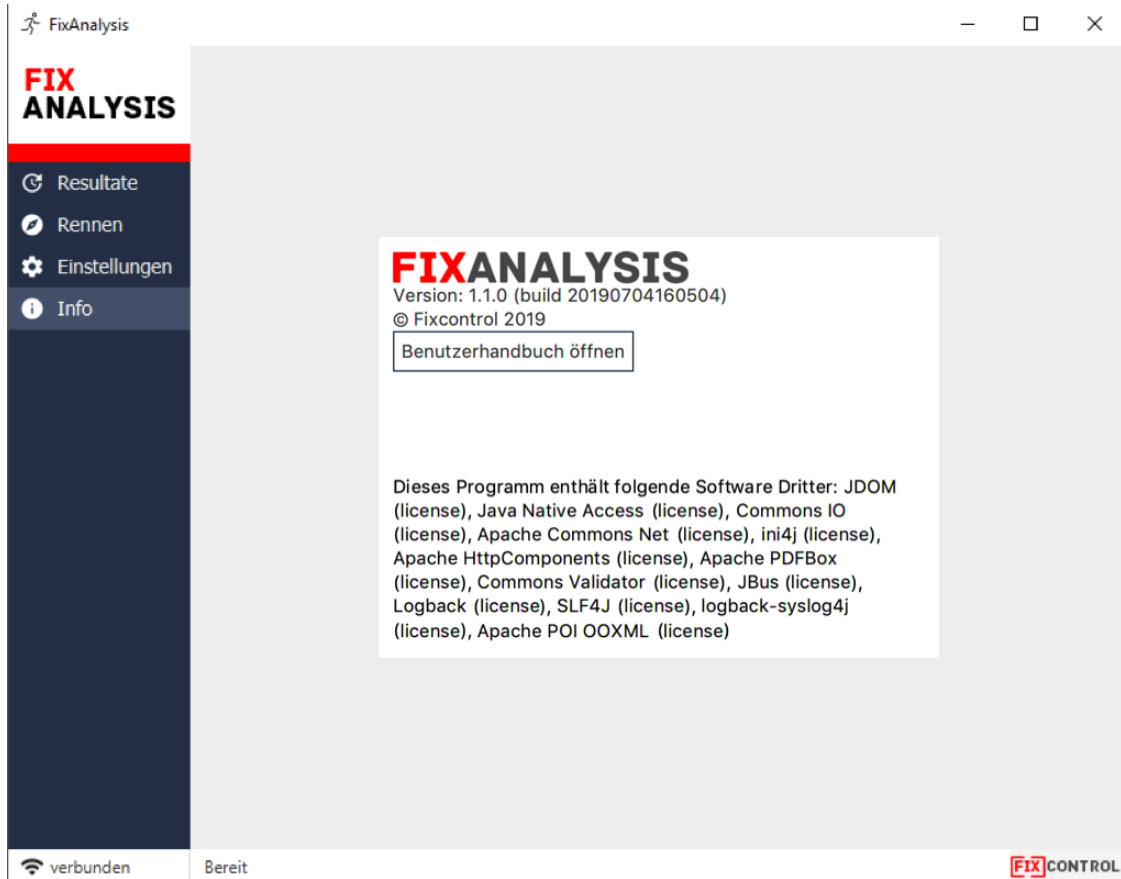 FixAnalysis
FIX
ANALYSIS
Resultate
Rennen
Einstellungen
Info
FIXANALYSIS
Version: 1.1.0 (build 20190704160504)
© Fixcontrol 2019
Benutzerhandbuch öffnen
Dieses Programm enthält folgende Software Dritter: JDOM
(license), Java Native Access (license), Commons IO
(license), Apache Commons Net (license), ini4j (license),
Apache HttpComponents (license), Apache PDFBox
(license), Commons Validator (license), JBus (license),
Logback (license), SLF4J (license), logback-syslog4j
(license), Apache POI OOXML (license)
verbunden
Bereit
FIXCONTROL